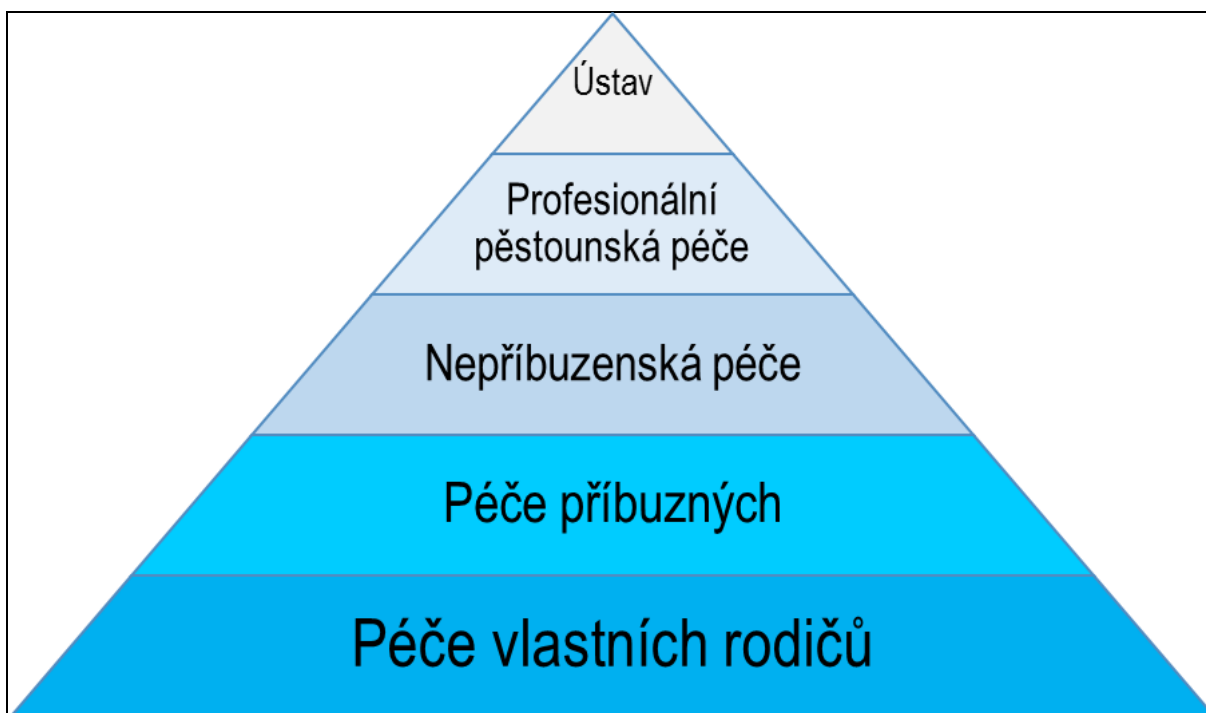 Ústav
Profesionální
pěstounská péče
Nepříbuzenská péče
Péče příbuzných
Péče vlastních rodičů